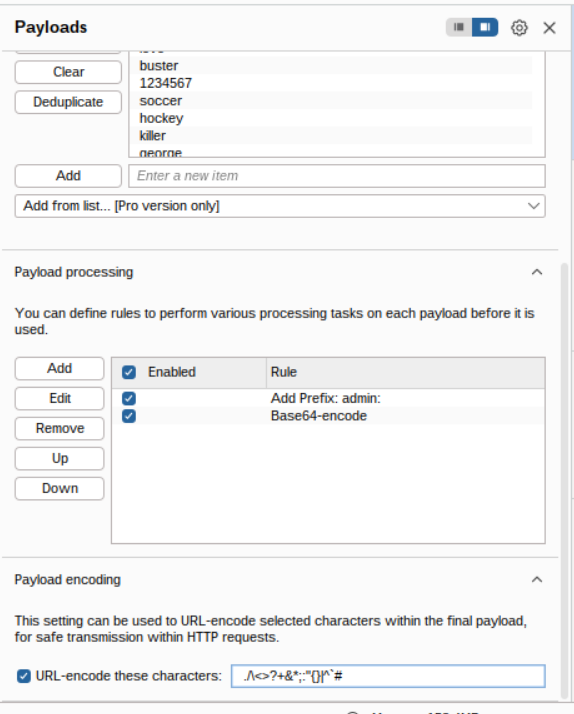 Payloads
Clear
Deduplicate
buster
1234567
soccer
hockey
killer
george
Add
Enter a new item
Add from list... [Pro version only]
Payload processing
You can define rules to perform various processing tasks on each payload before it is
used.
Add
Edit
Remove
Up
Down
Enabled
Rule
Add Prefix: admin:
Base64-encode
Payload encoding
This setting can be used to URL-encode selected characters within the final payload,
for safe transmission within HTTP requests.
URL-encode these characters:
./\<>?+&*;:"{}|^`#